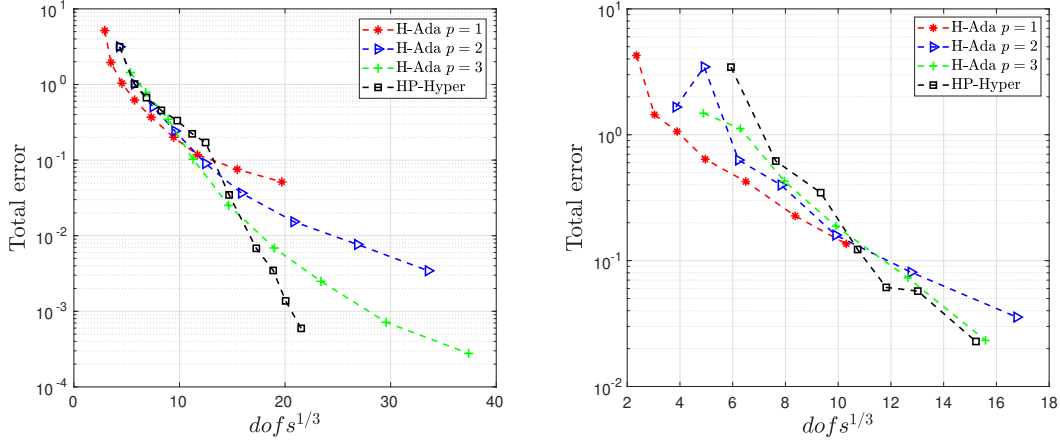 Total error
10^1
10^0
10^-1
10^-2
10^-3
10^-4
0
10
20
30
40
dofs^1/3
H-Ada p = 1
H-Ada p = 2
H-Ada p = 3
HP-Hyper
Total error
10^1
10^0
10^-1
10^-2
2
4
6
8
10
12
14
16
18
dofs^1/3
H-Ada p = 1
H-Ada p = 2
H-Ada p = 3
HP-Hyper